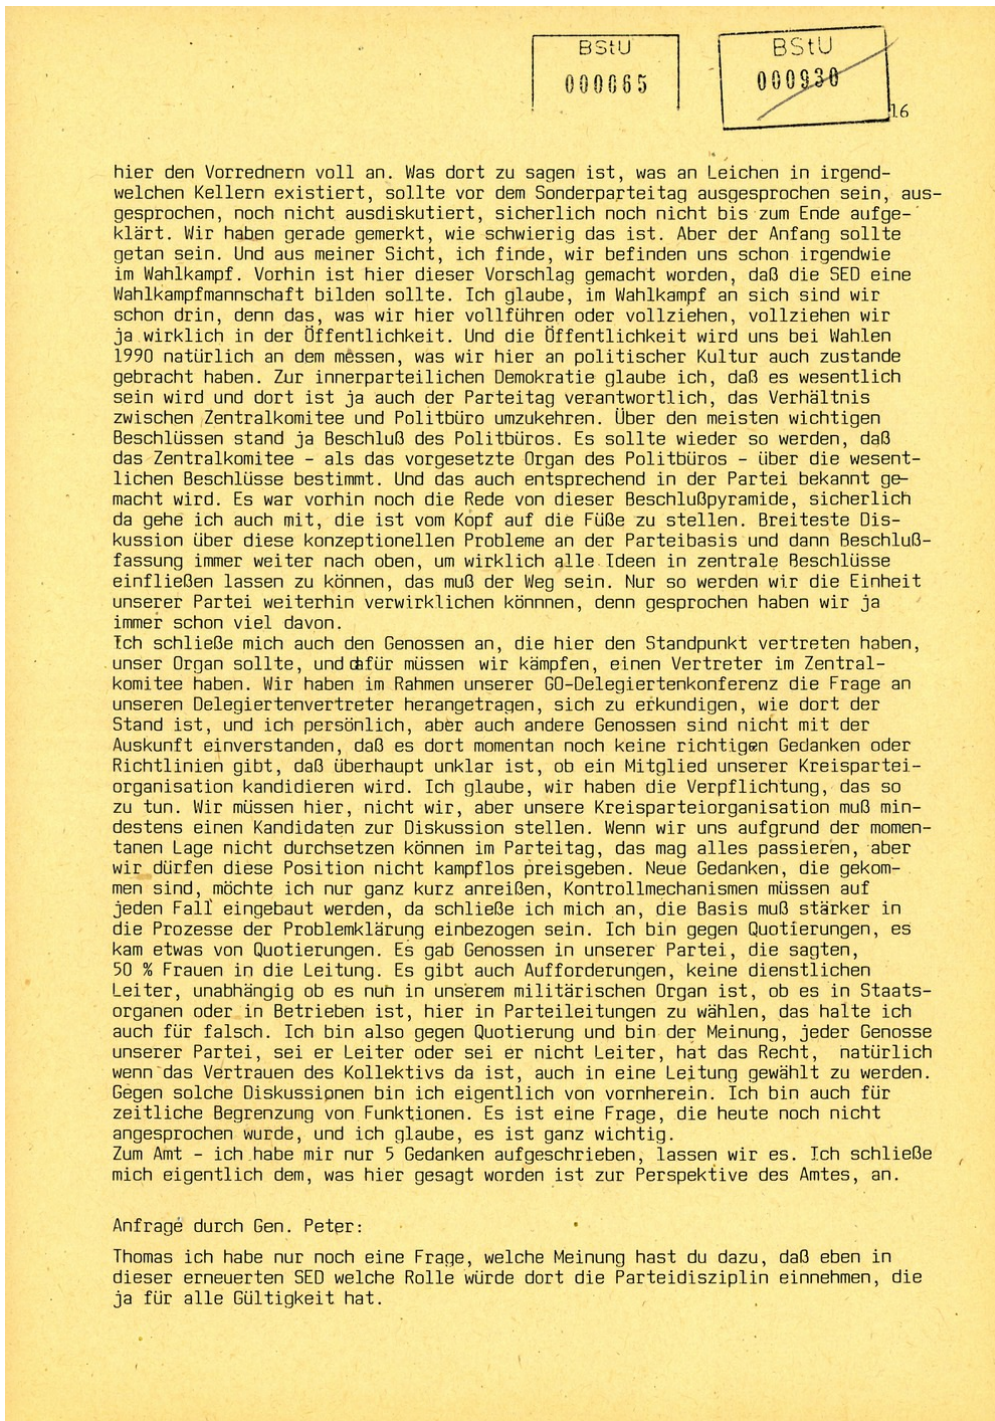 BStU
000065
BStU
000930
16
hier den Vorrednern voll an. Was dort zu sagen ist, was an Leichen in irgend-
welchen Kellern existiert, sollte vor dem Sonderparteitag ausgesprochen sein, aus-
gesprochen, noch nicht ausdiskutiert, sicherlich noch nicht bis zum Ende aufge-
klärt. Wir haben gerade gemerkt, wie schwierig das ist. Aber der Anfang sollte
getan sein. Und aus meiner Sicht, ich finde, wir befinden uns schon irgendwie
im Wahlkampf. Vorhin ist hier dieser Vorschlag gemacht worden, daß die SED eine
Wahlkampfmannschaft bilden sollte. Ich glaube, im Wahlkampf an sich sind wir
schon drin, denn das, was wir hier vollführen oder vollziehen, vollziehen wir
ja wirklich in der Öffentlichkeit. Und die Öffentlichkeit wird uns bei Wahlen
1990 natürlich an dem messen, was wir hier an politischer Kultur auch zustande
gebracht haben. Zur innerparteilichen Demokratie glaube ich, daß es wesentlich
sein wird und dort ist ja auch der Parteitag verantwortlich, das Verhältnis
zwischen Zentralkomitee und Politbüro umzukehren. Über den meisten wichtigen
Beschlüssen stand ja Beschluß des Politbüros. Es sollte wieder so werden, daß
das Zentralkomitee - als das vorgesetzte Organ des Politbüros - über die wesent-
lichen Beschlüsse bestimmt. Und das auch entsprechend in der Partei bekannt ge-
macht wird. Es war vorhin noch die Rede von dieser Beschlußpyramide, sicherlich
da gehe ich auch mit, die ist vom Kopf auf die Füße zu stellen. Breiteste Dis-
kussion über diese konzeptionellen Probleme an der Parteibasis und dann Beschluß-
fassung immer weiter nach oben, um wirklich alle Ideen in zentrale Beschlüsse
einfließen lassen zu können, das muß der Weg sein. Nur so werden wir die Einheit
unserer Partei weiterhin verwirklichen könnnen, denn gesprochen haben wir ja
immer schon viel davon.
Ich schließe mich auch den Genossen an, die hier den Standpunkt vertreten haben,
unser Organ sollte, und dafür müssen wir kämpfen, einen Vertreter im Zentral-
komitee haben. Wir haben im Rahmen unserer GO-Delegiertenkonferenz die Frage an
unseren Delegiertenvertreter herangetragen, sich zu erkundigen, wie dort der
Stand ist, und ich persönlich, aber auch andere Genossen sind nicht mit der
Auskunft einverstanden, daß es dort momentan noch keine richtigen Gedanken oder
Richtlinien gibt, daß überhaupt unklar ist, ob ein Mitglied unserer Kreispartei-
organisation kandidieren wird. Ich glaube, wir haben die Verpflichtung, das so
zu tun. Wir müssen hier, nicht wir, aber unsere Kreisparteiorganisation muß min-
destens einen Kandidaten zur Diskussion stellen. Wenn wir uns aufgrund der momen-
tanen Lage nicht durchsetzen können im Parteitag, das mag alles passieren, aber
wir dürfen diese Position nicht kampflos preisgeben. Neue Gedanken, die gekom-
men sind, möchte ich nur ganz kurz anreißen, Kontrollmechanismen müssen auf
jeden Fall eingebaut werden, da schließe ich mich an, die Basis muß stärker in
die Prozesse der Problemklärung einbezogen sein. Ich bin gegen Quotierungen, es
kam etwas von Quotierungen. Es gab Genossen in unserer Partei, die sagten,
50 % Frauen in die Leitung. Es gibt auch Aufforderungen, keine dienstlichen
Leiter, unabhängig ob es nun in unserem militärischen Organ ist, ob es in Staats-
organen oder in Betrieben ist, hier in Parteileitungen zu wählen, das halte ich
auch für falsch. Ich bin also gegen Quotierung und bin der Meinung, jeder Genosse
unserer Partei, sei er Leiter oder sei er nicht Leiter, hat das Recht, natürlich
wenn das Vertrauen des Kollektivs da ist, auch in eine Leitung gewählt zu werden.
Gegen solche Diskussionen bin ich eigentlich von vornherein. Ich bin auch für
zeitliche Begrenzung von Funktionen. Es ist eine Frage, die heute noch nicht
angesprochen wurde, und ich glaube, es ist ganz wichtig.
Zum Amt - ich habe mir nur 5 Gedanken aufgeschrieben, lassen wir es. Ich schließe
mich eigentlich dem, was hier gesagt worden ist zur Perspektive des Amtes, an.
Anfrage durch Gen. Peter:
Thomas ich habe nur noch eine Frage, welche Meinung hast du dazu, daß eben in
dieser erneuerten SED welche Rolle würde dort die Parteidisziplin einnehmen, die
ja für alle Gültigkeit hat.